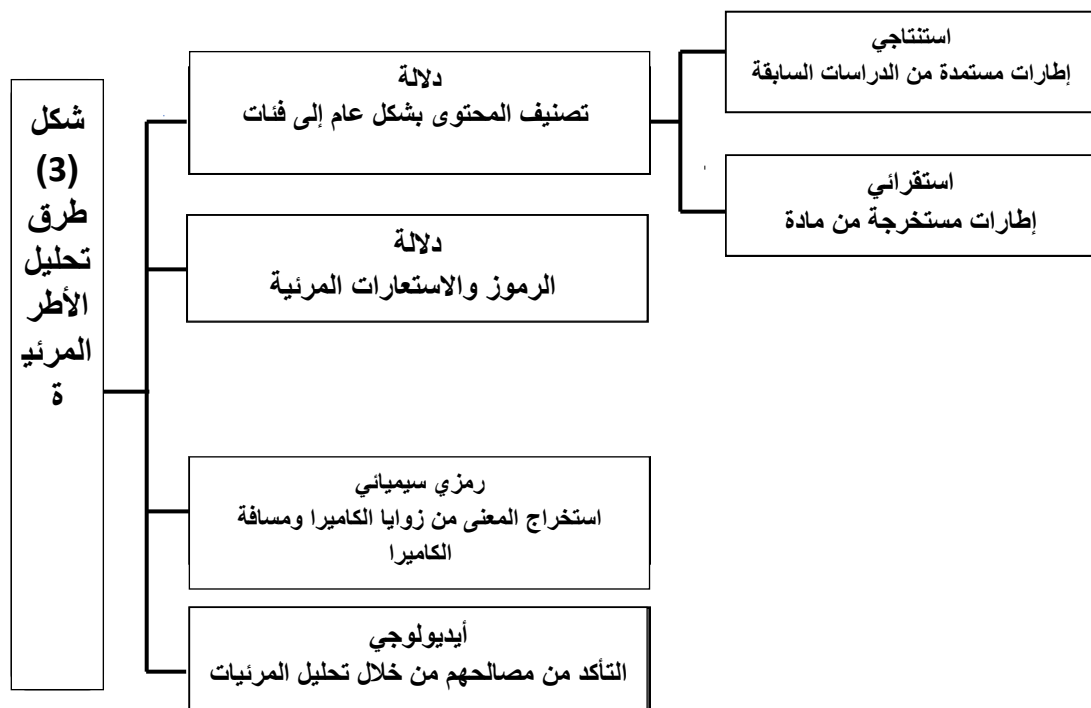 شكل
(3)
طرق
تحليل
الأطر
المرئي
ة
دلالة
تصنيف المحتوى بشكل عام إلى فئات
استنتاجي
إطارات مستمدة من الدراسات السابقة
استقرائي
إطارات مستخرجة من مادة
دلالة
الرموز والاستعارات المرئية
رمزي سيميائي
استخراج المعنى من زوايا الكاميرا ومسافة
الكاميرا
أيديولوجي
التأكد من مصالحهم من خلال تحليل المرئيات